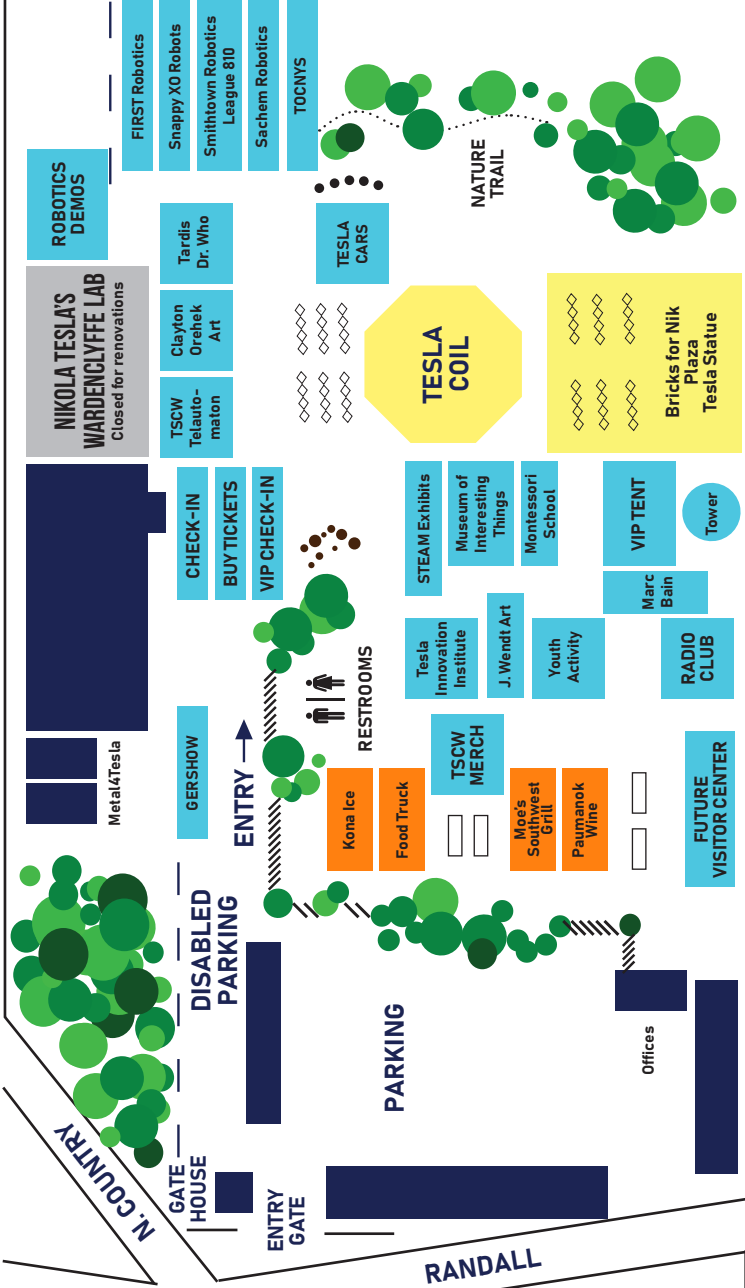 N. COUNTRY
RANDALL
GATE
HOUSE
ENTRY
GATE
DISABLED
PARKING
PARKING
Offices
Metal4Tesla
GERSHOW
ENTRY
RESTROOMS
Kona Ice
Food Truck
TSCW
MERCH
Moe's
Southwest
Grill
Paumanok
Wine
FUTURE
VISITOR CENTER
CHECK-IN
BUY TICKETS
VIP CHECK-IN
Tesla
Innovation
Institute
J. Wendt Art
Youth
Activity
RADIO
CLUB
STEAM Exhibits
Museum of
Interesting
Things
Montessori
School
Marc
Bain
VIP TENT
Tower
NIKOLA TESLA'S
WARDENCLYFFE LAB
Closed for renovations
TSCW
Telauto-
maton
Clayton
Orehek
Art
Tardis
Dr. Who
TESLA
COIL
Bricks for Nik
Plaza
Tesla Statue
ROBOTICS
DEMOS
TESLA
CARS
NATURE
TRAIL
FIRST Robotics
Snappy XO Robots
Smithtown Robotics
League 810
Sachem Robotics
TOCNYS